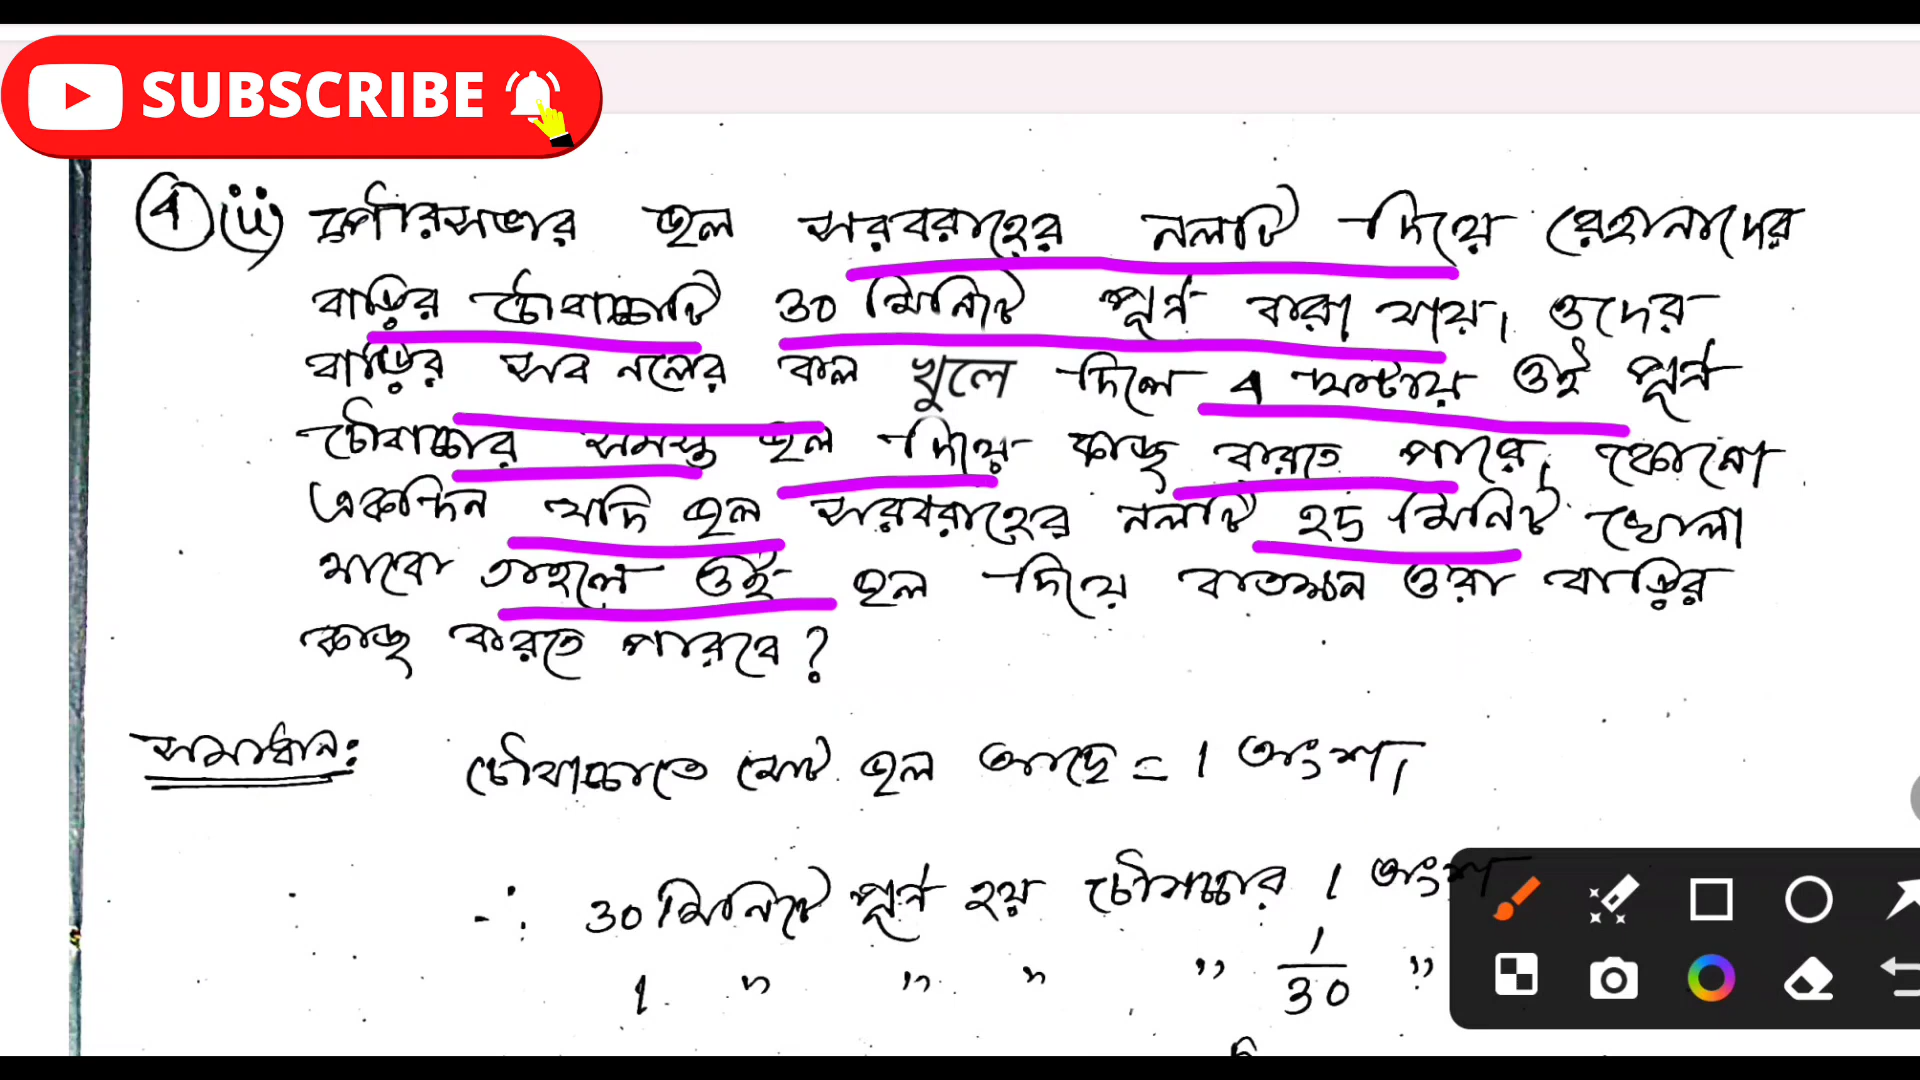 SUBSCRIBE
4 (ii) পৌরসভার জল সরবরাহের নলটি দিয়ে রেহানাদের
বাড়ির চৌবাচ্চাটি 30 মিনিটে পূর্ন করা যায়। ওদের
বাড়ির সব নলের কল খুলে দিলে 4 ঘন্টায় ওই পূর্ন
চৌবাচ্চার সমস্ত জল দিয়ে কাজ করতে পারে। কোনো
একদিন যদি জল সরবরাহের নলটি 25 মিনিট খোলা
থাকে তাহলে ওই জল দিয়ে কতক্ষন ওরা বাড়ির
কাজ করতে পারবে?
সমাধান: চৌবাচ্চাতে মোট জল আছে = 1 অংশ।
∴ 30 মিনিটে পূর্ন হয় চৌবাচ্চার 1 অংশ
1 " " " " 1/30 "